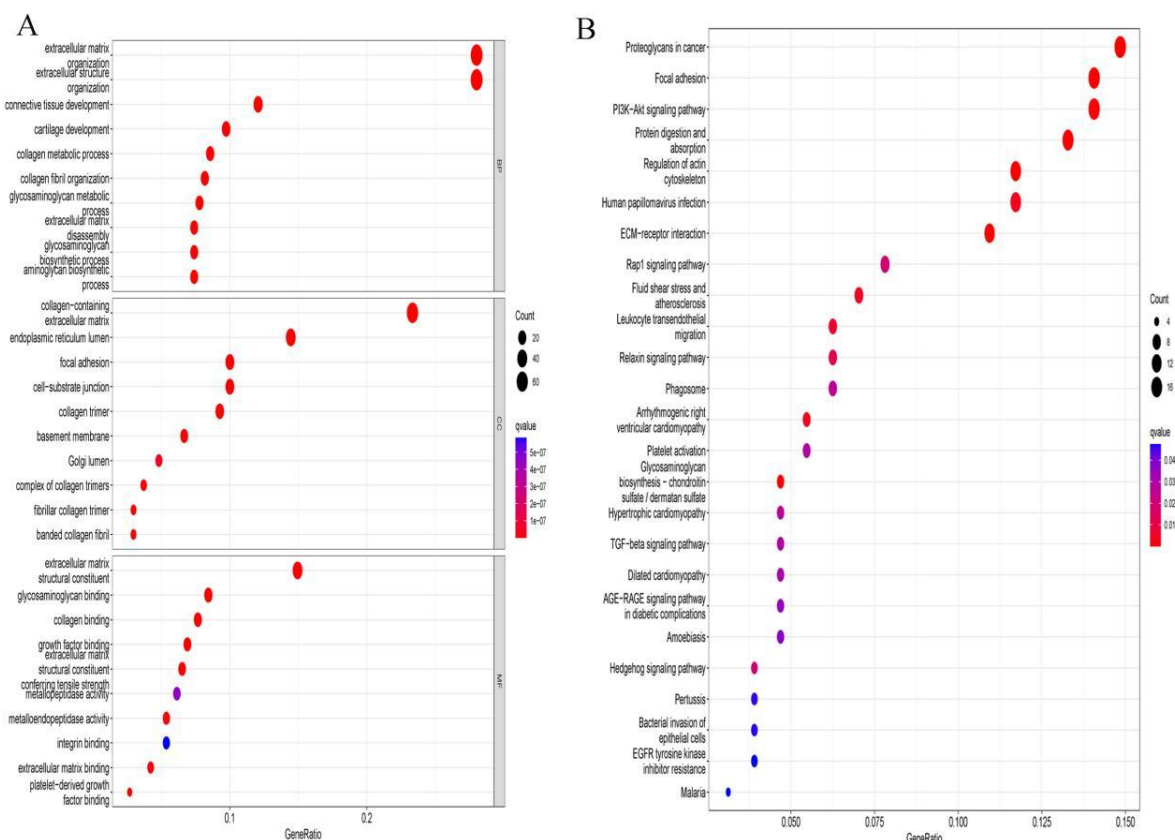 A
extracellular matrix
organization
extracellular structure
organization
connective tissue development
cartilage development
collagen metabolic process
collagen fibril organization
glycosaminoglycan metabolic
process
extracellular matrix
disassembly
glycosaminoglycan
biosynthetic process
aminoglycan biosynthetic
process
BP
collagen-containing
extracellular matrix
endoplasmic reticulum lumen
focal adhesion
cell-substrate junction
collagen trimer
basement membrane
Golgi lumen
complex of collagen trimers
fibrillar collagen trimer
banded collagen fibril
CC
extracellular matrix
structural constituent
glycosaminoglycan binding
collagen binding
growth factor binding
extracellular matrix
structural constituent
conferring tensile strength
metallopeptidase activity
metalloendopeptidase activity
integrin binding
extracellular matrix binding
platelet-derived growth
factor binding
MF
0.1
0.2
GeneRatio
Count
20
40
60
qvalue
5e-07
4e-07
3e-07
2e-07
1e-07
B
Proteoglycans in cancer
Focal adhesion
PI3K-Akt signaling pathway
Protein digestion and
absorption
Regulation of actin
cytoskeleton
Human papillomavirus infection
ECM-receptor interaction
Rap1 signaling pathway
Fluid shear stress and
atherosclerosis
Leukocyte transendothelial
migration
Relaxin signaling pathway
Phagosome
Arrhythmogenic right
ventricular cardiomyopathy
Platelet activation
Glycosaminoglycan
biosynthesis - chondroitin
sulfate / dermatan sulfate
Hypertrophic cardiomyopathy
TGF-beta signaling pathway
Dilated cardiomyopathy
AGE-RAGE signaling pathway
in diabetic complications
Amoebiasis
Hedgehog signaling pathway
Pertussis
Bacterial invasion of
epithelial cells
EGFR tyrosine kinase
inhibitor resistance
Malaria
0.050
0.075
0.100
0.125
0.150
GeneRatio
Count
4
8
12
16
qvalue
0.04
0.03
0.02
0.01